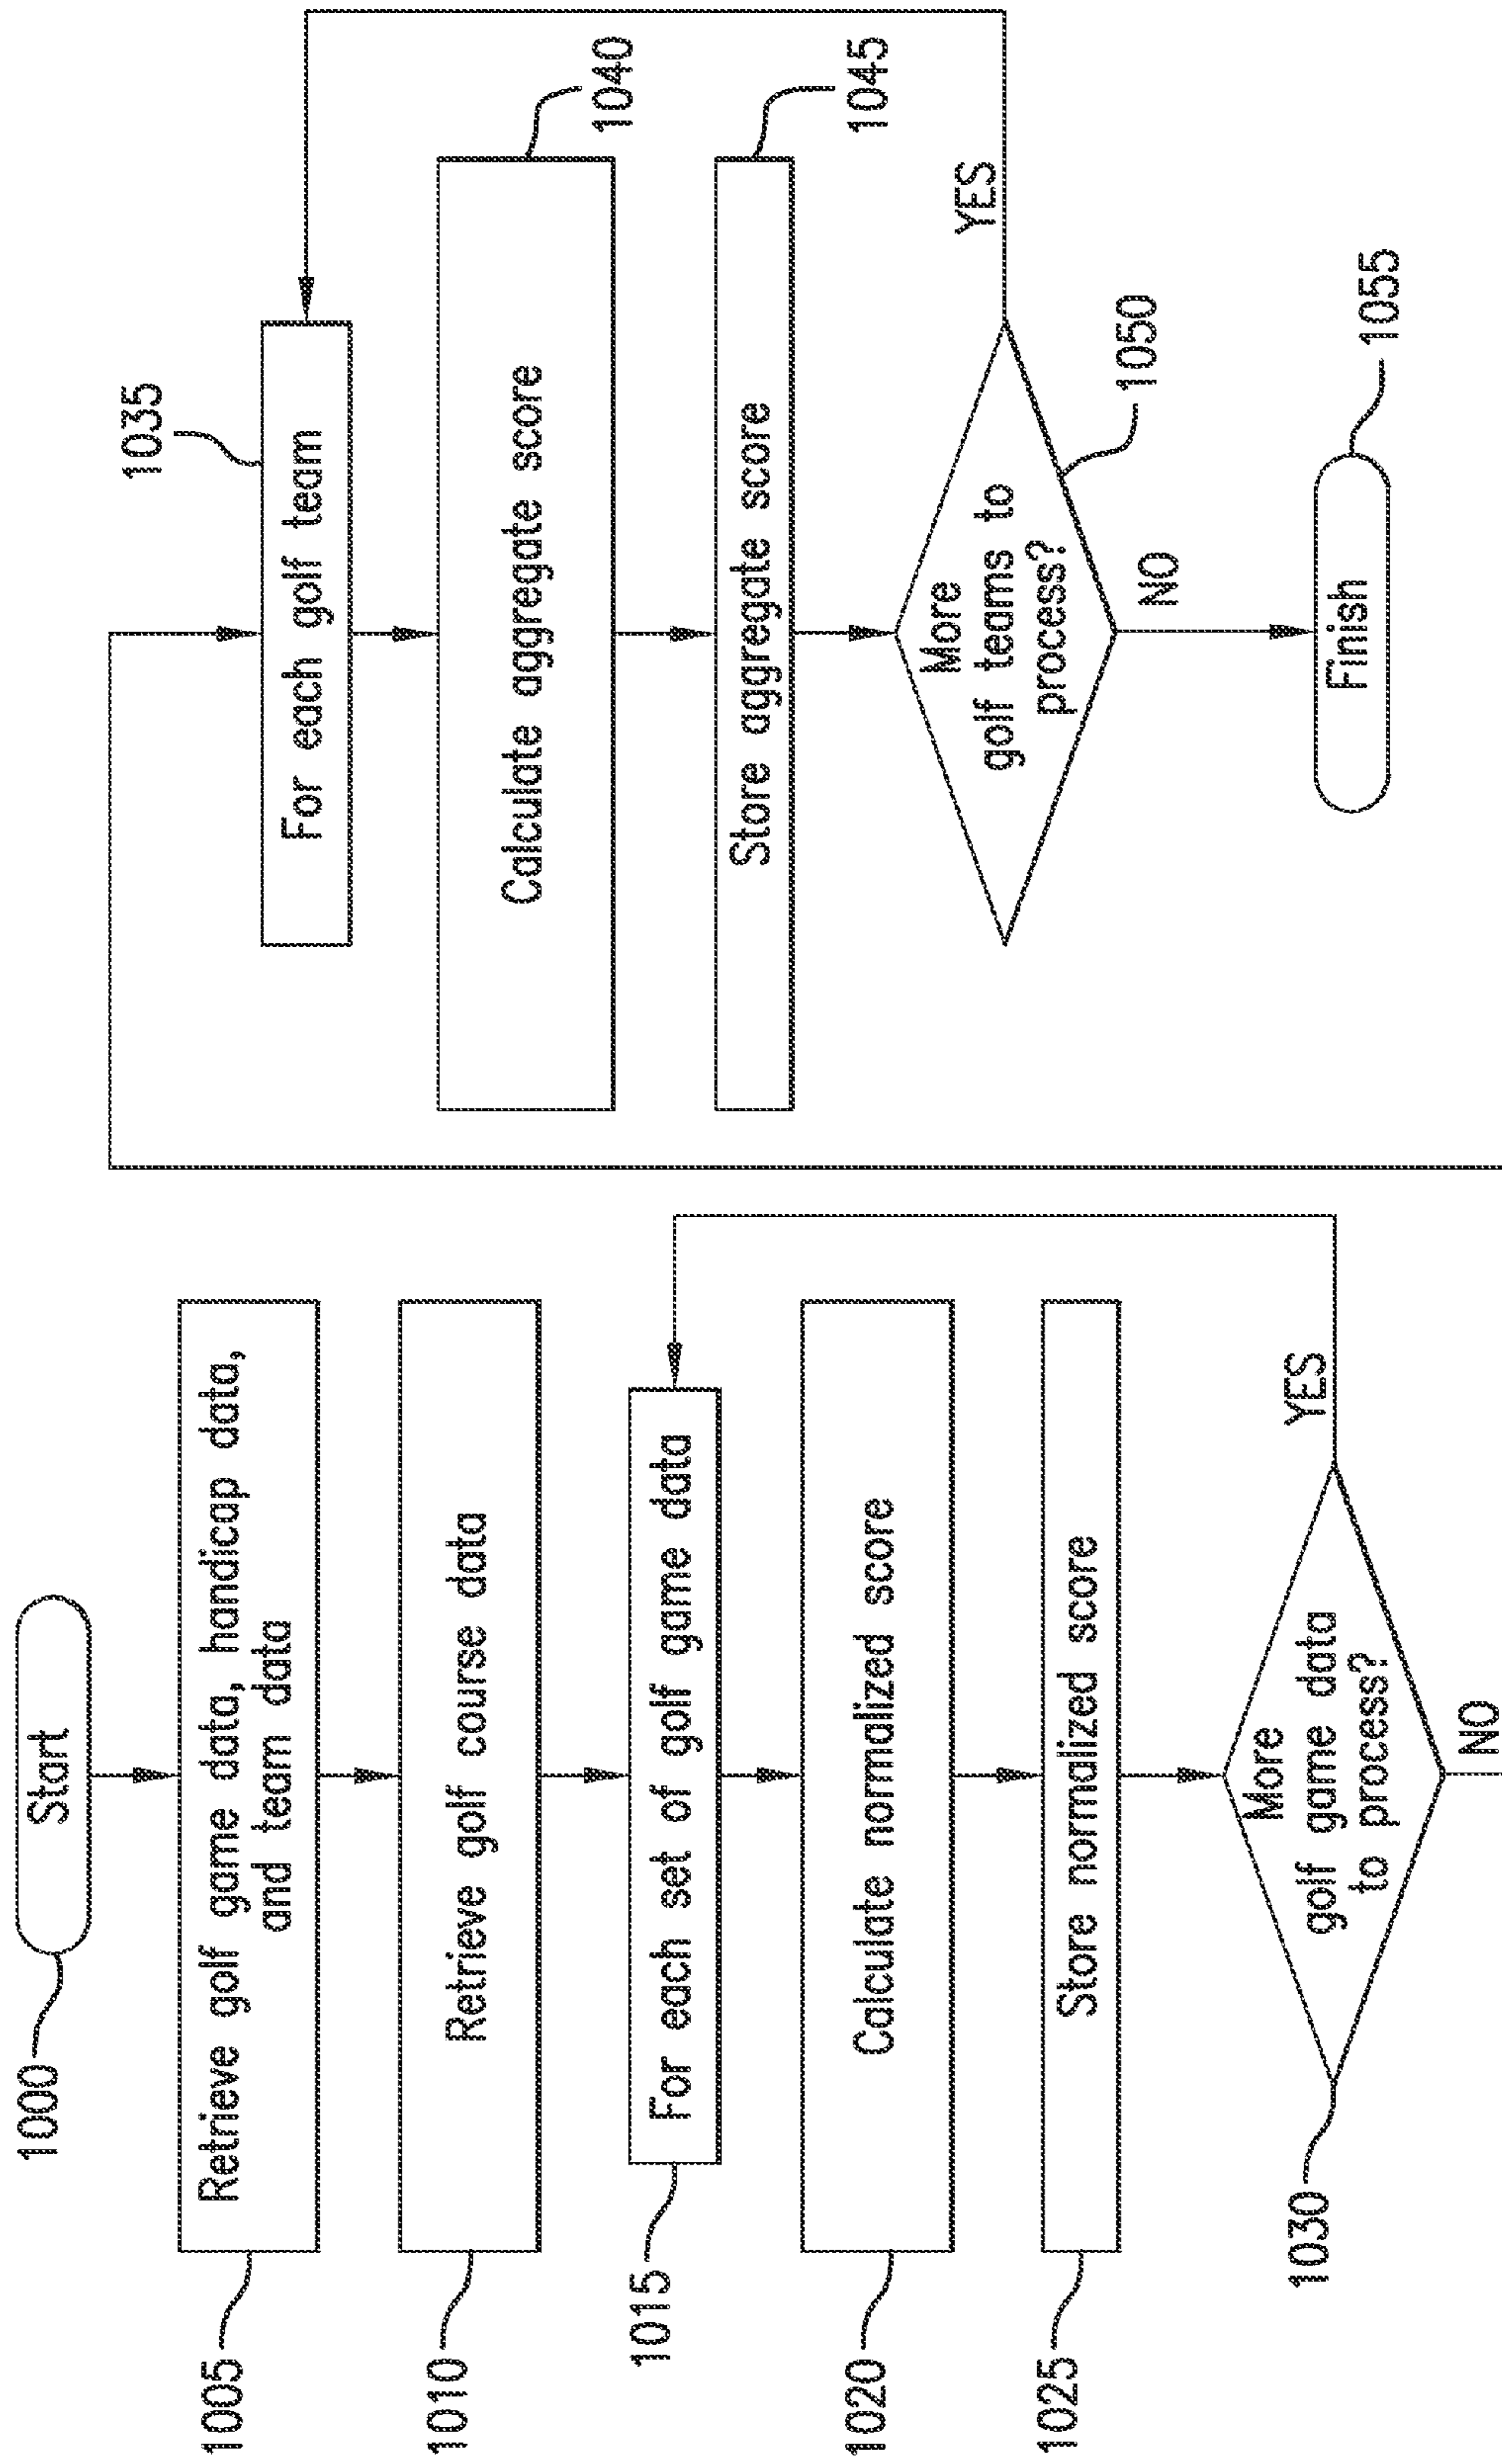 1000
Start
1005
Retrieve golf game data, handicap data,
and team data
1010
Retrieve golf course data
1015
For each set of golf game data
1020
Calculate normalized score
1025
Store normalized score
1030
More
golf game data
to process?
YES
NO
1035
For each golf team
1040
Calculate aggregate score
1045
Store aggregate score
More
golf teams to
process?
YES
1050
NO
Finish
1055